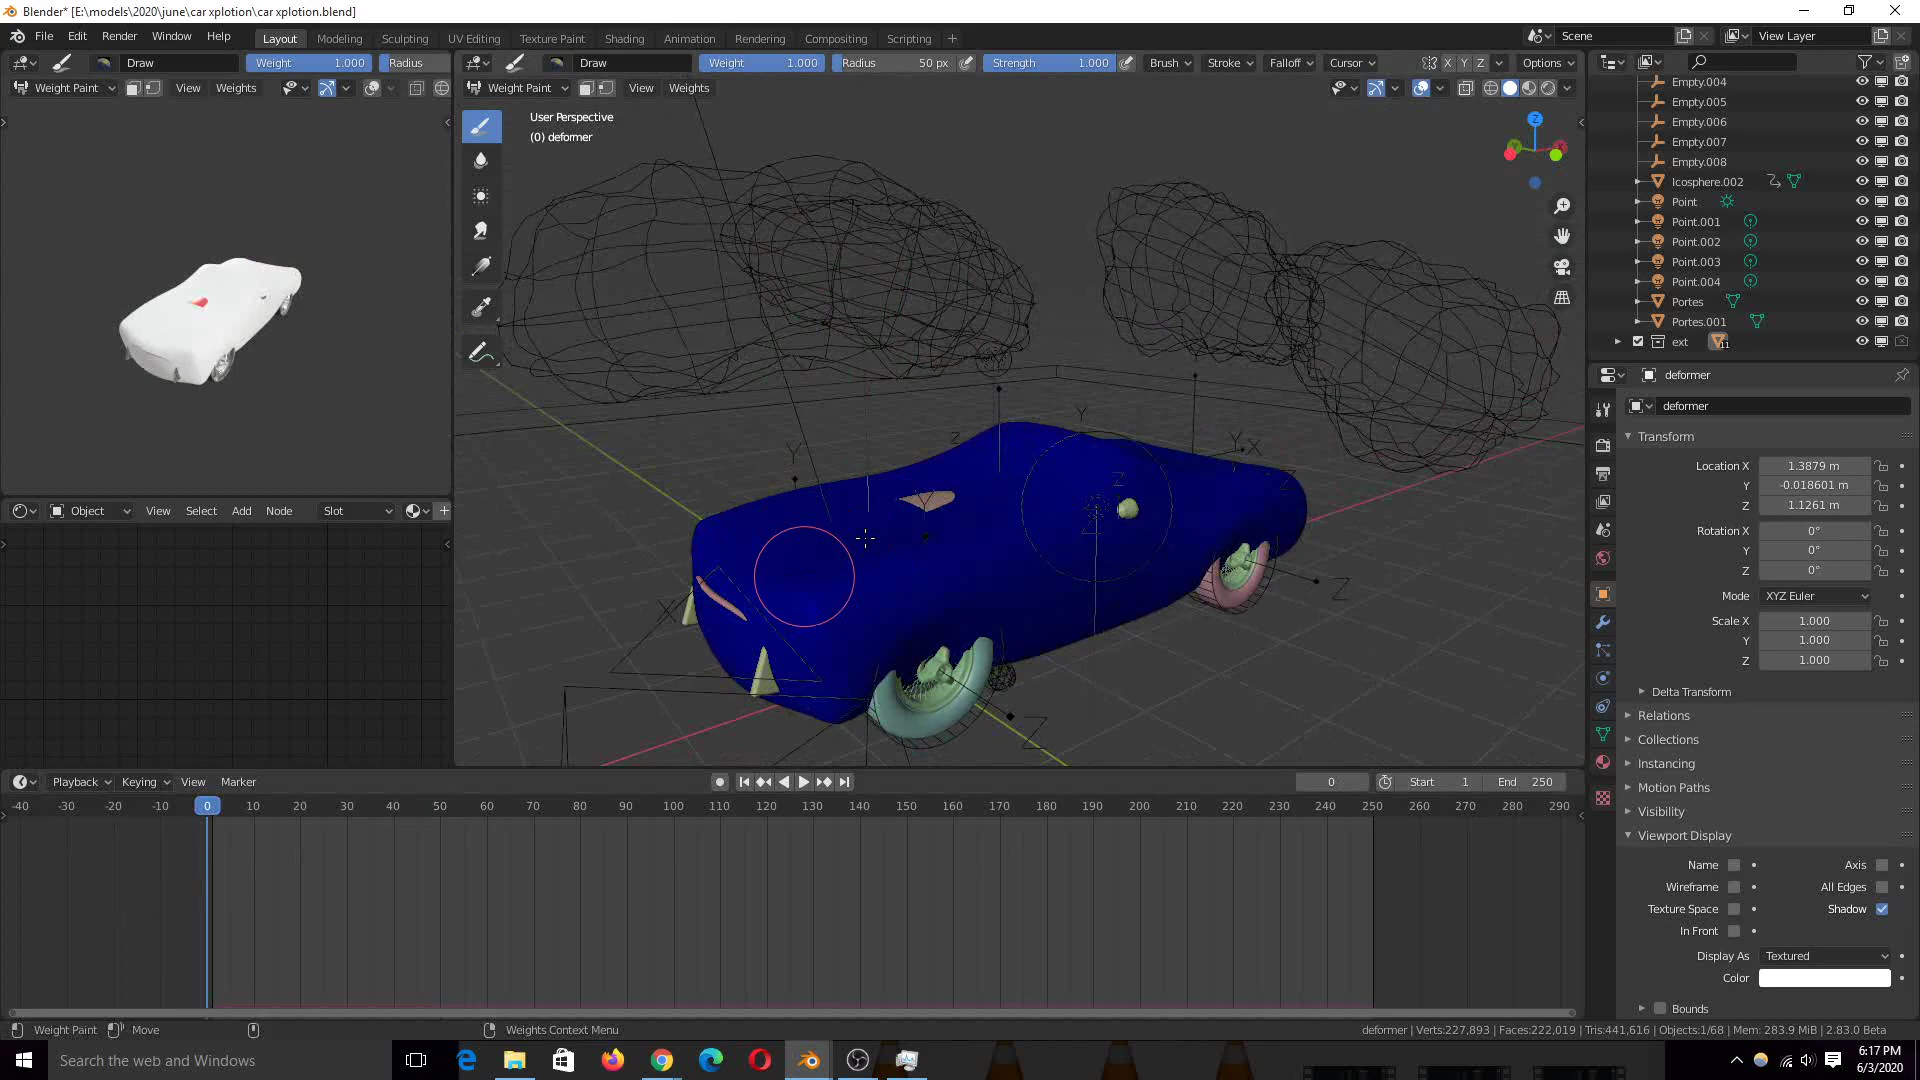 Blender* [E:\models\2020\june\car xplotion\car xplotion.blend]
File Edit Render Window Help
Layout Modeling Sculpting UV Editing Texture Paint Shading Animation Rendering Compositing Scripting +
Scene
View Layer
Draw Weight 1.000 Radius
Draw Weight 1.000 Radius 50 px Strength 1.000 Brush Stroke Falloff Cursor X Y Z Options
Weight Paint View Weights
Weight Paint View Weights
User Perspective
(0) deformer
Empty.004
Empty.005
Empty.006
Empty.007
Empty.008
Icosphere.002
Point
Point.001
Point.002
Point.003
Point.004
Portes
Portes.001
ext 11
deformer
deformer
Transform
Location X 1.3879 m
Y -0.018601 m
Z 1.1261 m
Rotation X 0°
Y 0°
Z 0°
Mode XYZ Euler
Scale X 1.000
Y 1.000
Z 1.000
Delta Transform
Relations
Collections
Instancing
Motion Paths
Visibility
Viewport Display
Name Axis
Wireframe All Edges
Texture Space Shadow
In Front
Display As Textured
Color
Bounds
Object View Select Add Node Slot
Playback Keying View Marker
0 Start 1 End 250
-40 -30 -20 -10 0 10 20 30 40 50 60 70 80 90 100 110 120 130 140 150 160 170 180 190 200 210 220 230 240 250 260 270 280 290
Weight Paint Move Weights Context Menu
deformer | Verts:227,893 | Faces:222,019 | Tris:441,616 | Objects:1/68 | Mem: 283.9 MiB | 2.83.0 Beta
Search the web and Windows
6:17 PM
6/3/2020